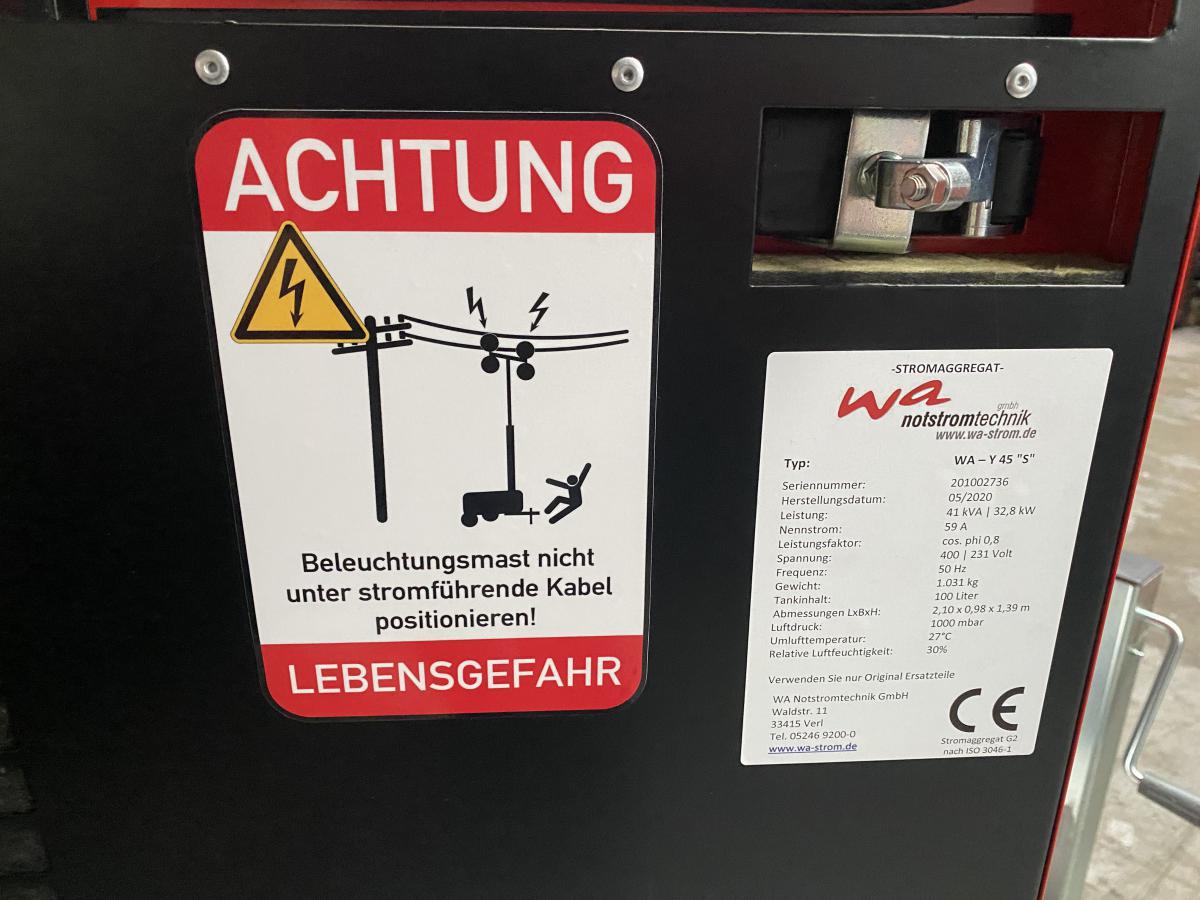 ACHTUNG
Beleuchtungsmast nicht
unter stromführende Kabel
positionieren!
LEBENSGEFAHR
-STROMAGGREGAT-
wa
gmbh
notstromtechnik
www.wa-strom.de
Typ: WA – Y 45 "S"
Seriennummer: 201002736
Herstellungsdatum: 05/2020
Leistung: 41 kVA | 32,8 kW
Nennstrom: 59 A
Leistungsfaktor: cos. phi 0,8
Spannung: 400 | 231 Volt
Frequenz: 50 Hz
Gewicht: 1.031 kg
Tankinhalt: 100 Liter
Abmessungen LxBxH: 2,10 x 0,98 x 1,39 m
Luftdruck: 1000 mbar
Umlufttemperatur: 27°C
Relative Luftfeuchtigkeit: 30%
Verwenden Sie nur Original Ersatzteile
WA Notstromtechnik GmbH
Waldstr. 11
33415 Verl
Tel. 05246 9200-0
www.wa-strom.de
CE
Stromaggregat G2
nach ISO 3046-1